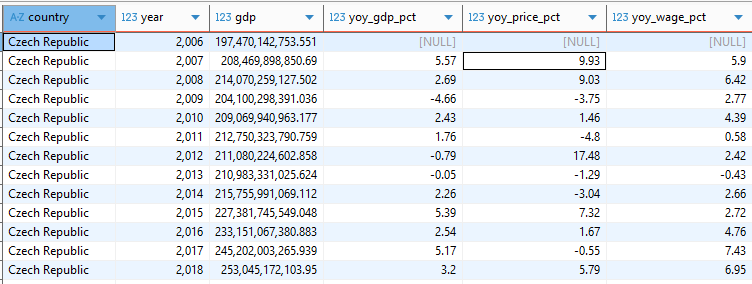 A-Z country 123 year 123 gdp 123 yoy_gdp_pct 123 yoy_price_pct 123 yoy_wage_pct
Czech Republic 2,006 197,470,142,753.551 [NULL] [NULL] [NULL]
Czech Republic 2,007 208,469,898,850.69 5.57 9.93 5.9
Czech Republic 2,008 214,070,259,127.502 2.69 9.03 6.42
Czech Republic 2,009 204,100,298,391.036 -4.66 -3.75 2.77
Czech Republic 2,010 209,069,940,963.177 2.43 1.46 4.39
Czech Republic 2,011 212,750,323,790.759 1.76 -4.8 0.58
Czech Republic 2,012 211,080,224,602.858 -0.79 17.48 2.42
Czech Republic 2,013 210,983,331,025.624 -0.05 -1.29 -0.43
Czech Republic 2,014 215,755,991,069.112 2.26 -3.04 2.66
Czech Republic 2,015 227,381,745,549.048 5.39 7.32 2.72
Czech Republic 2,016 233,151,067,380.883 2.54 1.67 4.76
Czech Republic 2,017 245,202,003,265.939 5.17 -0.55 7.43
Czech Republic 2,018 253,045,172,103.95 3.2 5.79 6.95